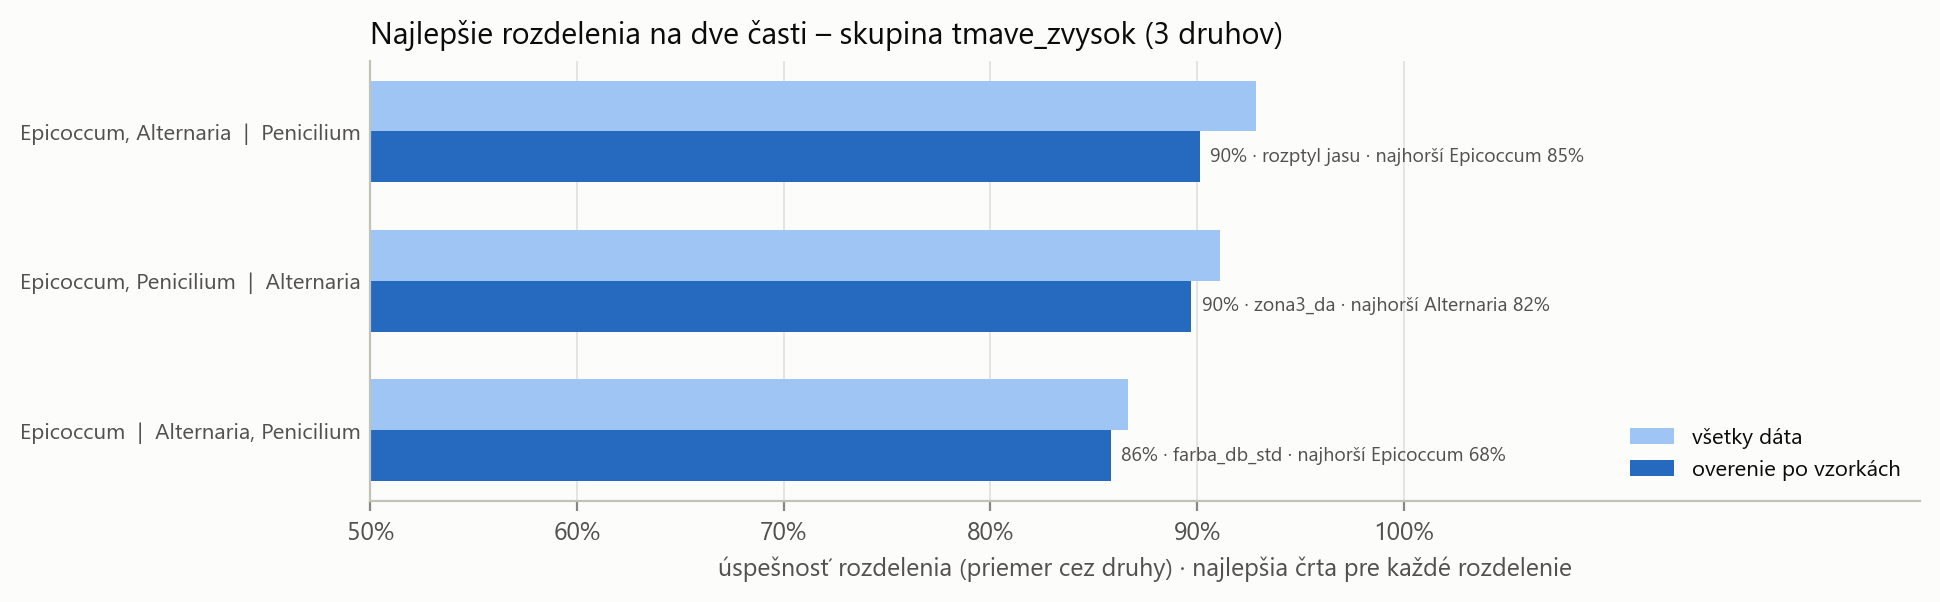 Najlepšie rozdelenia na dve časti – skupina tmave_zvysok (3 druhov)
Epicoccum, Alternaria | Penicilium
90% · rozptyl jasu · najhorší Epicoccum 85%
Epicoccum, Penicilium | Alternaria
90% · zona3_da · najhorší Alternaria 82%
Epicoccum | Alternaria, Penicilium
86% · farba_db_std · najhorší Epicoccum 68%
všetky dáta
overenie po vzorkách
50% 60% 70% 80% 90% 100%
úspešnosť rozdelenia (priemer cez druhy) · najlepšia črta pre každé rozdelenie